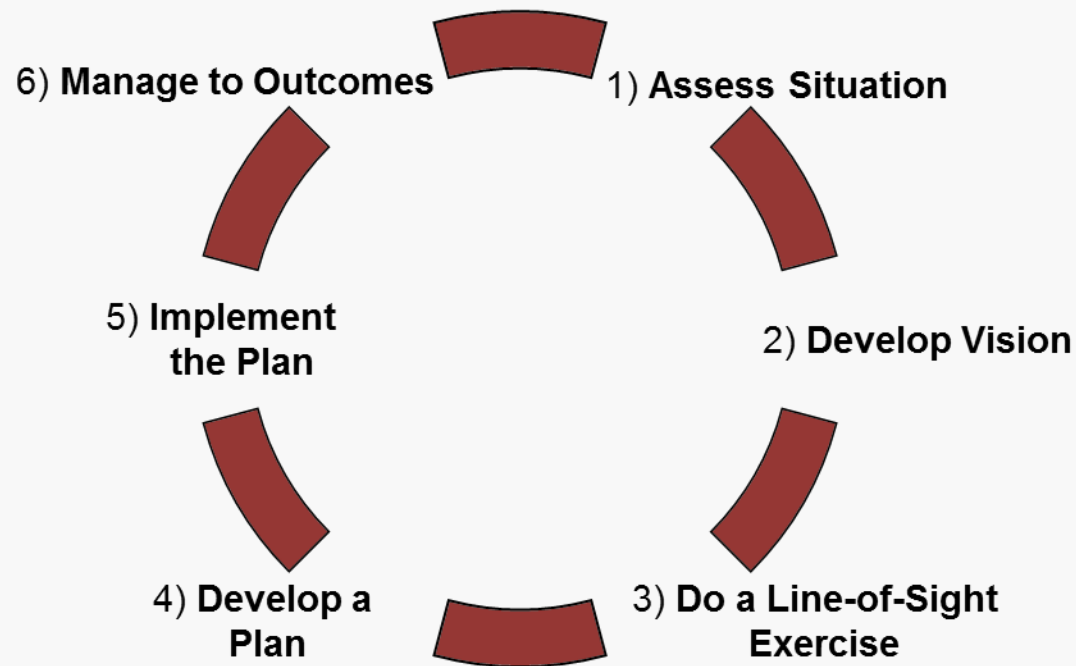 1) Assess Situation
2) Develop Vision
3) Do a Line-of-Sight
Exercise
4) Develop a
Plan
5) Implement
the Plan
6) Manage to Outcomes